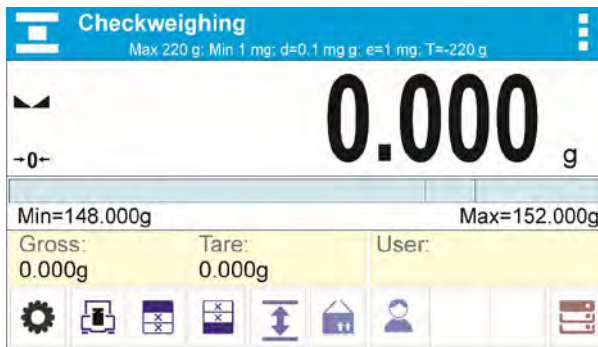 Checkweighing
Max 220 g: Min 1 mg: d=0.1 mg g: e=1 mg: T=-220 g
0.000
→0←
g
Min=148.000g Max=152.000g
Gross: Tare: User:
0.000g 0.000g